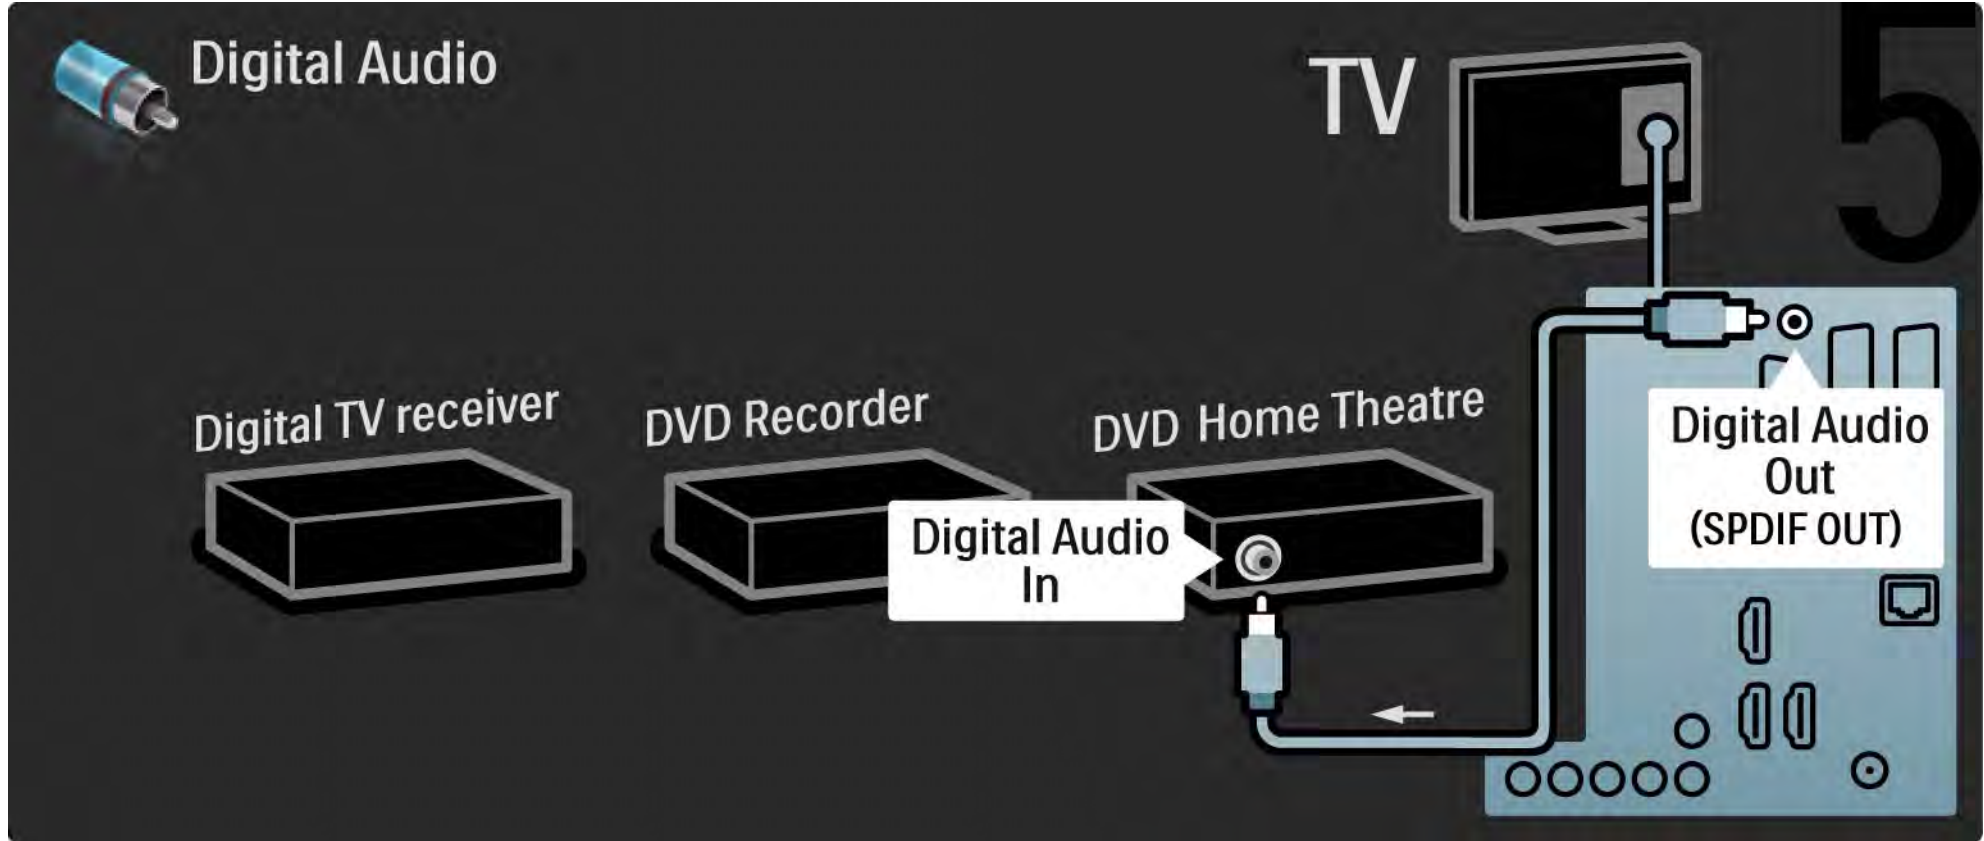 Digital Audio
TV
5
Digital TV receiver
DVD Recorder
DVD Home Theatre
Digital Audio
Out
(SPDIF OUT)
Digital Audio
In